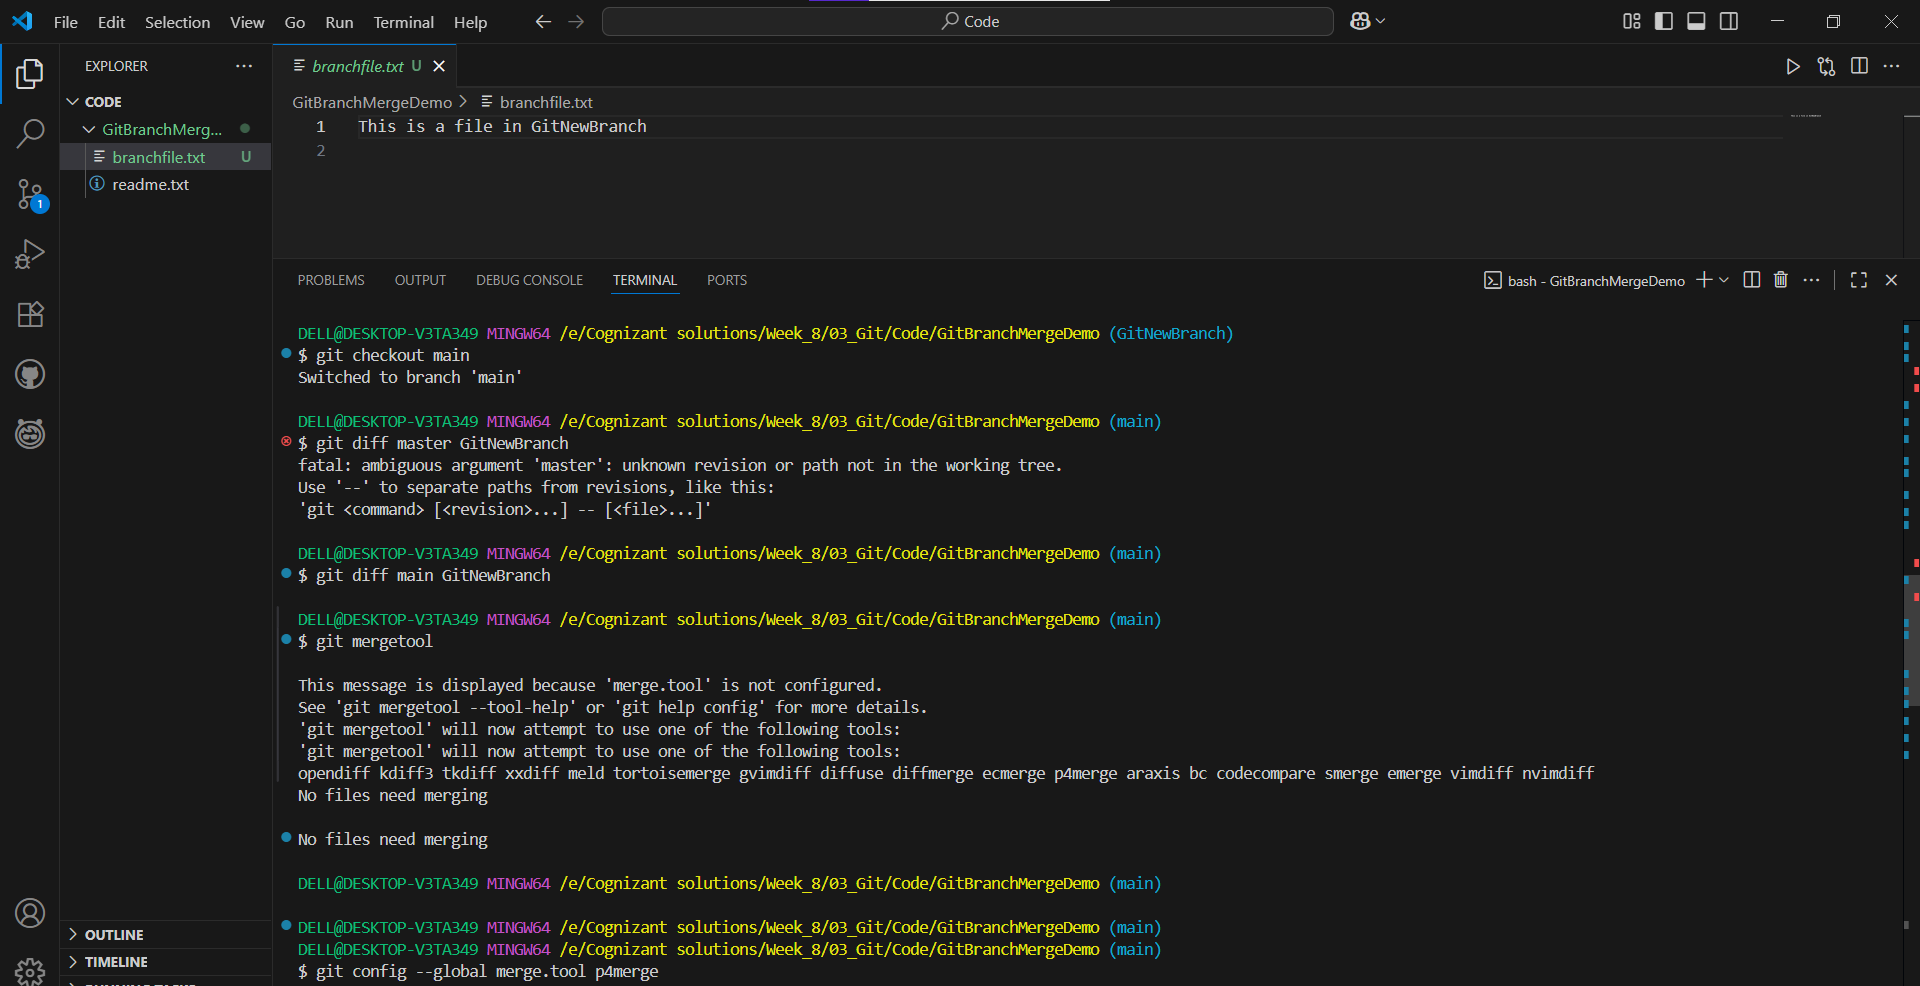 File Edit Selection View Go Run Terminal Help
Code
EXPLORER
CODE
GitBranchMerg...
branchfile.txt U
readme.txt
OUTLINE
TIMELINE
branchfile.txt U
GitBranchMergeDemo > branchfile.txt
1 This is a file in GitNewBranch
2
PROBLEMS OUTPUT DEBUG CONSOLE TERMINAL PORTS
bash - GitBranchMergeDemo
1
DELL@DESKTOP-V3TA349 MINGW64 /e/Cognizant solutions/Week_8/03_Git/Code/GitBranchMergeDemo (GitNewBranch)
$ git checkout main
Switched to branch 'main'
DELL@DESKTOP-V3TA349 MINGW64 /e/Cognizant solutions/Week_8/03_Git/Code/GitBranchMergeDemo (main)
$ git diff master GitNewBranch
fatal: ambiguous argument 'master': unknown revision or path not in the working tree.
Use '--' to separate paths from revisions, like this:
'git <command> [<revision>...] -- [<file>...]'
DELL@DESKTOP-V3TA349 MINGW64 /e/Cognizant solutions/Week_8/03_Git/Code/GitBranchMergeDemo (main)
$ git diff main GitNewBranch
DELL@DESKTOP-V3TA349 MINGW64 /e/Cognizant solutions/Week_8/03_Git/Code/GitBranchMergeDemo (main)
$ git mergetool
This message is displayed because 'merge.tool' is not configured.
See 'git mergetool --tool-help' or 'git help config' for more details.
'git mergetool' will now attempt to use one of the following tools:
'git mergetool' will now attempt to use one of the following tools:
opendiff kdiff3 tkdiff xxdiff meld tortoisemerge gvimdiff diffuse diffmerge ecmerge p4merge araxis bc codecompare smerge emerge vimdiff nvimdiff
No files need merging
No files need merging
DELL@DESKTOP-V3TA349 MINGW64 /e/Cognizant solutions/Week_8/03_Git/Code/GitBranchMergeDemo (main)
DELL@DESKTOP-V3TA349 MINGW64 /e/Cognizant solutions/Week_8/03_Git/Code/GitBranchMergeDemo (main)
DELL@DESKTOP-V3TA349 MINGW64 /e/Cognizant solutions/Week_8/03_Git/Code/GitBranchMergeDemo (main)
$ git config --global merge.tool p4merge